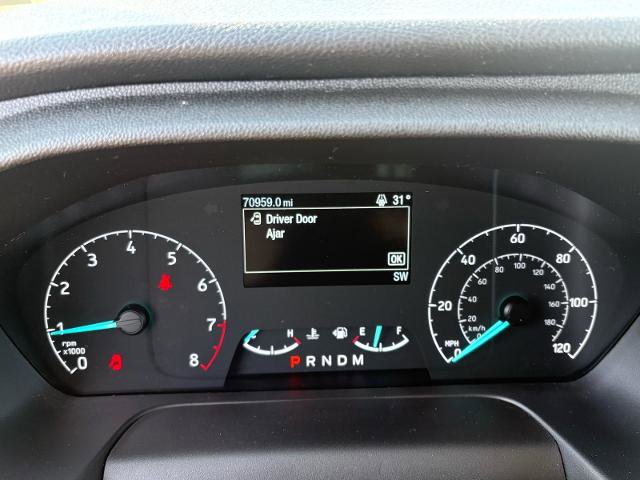 70959.0 mi 31°
Driver Door
Ajar
OK
SW
0 1 2 3 4 5 6 7 8
rpm
x1000
H
E F
P R N D M
0 20 40 60 80 100 120
MPH
0 20 40 60 80 100 120 140 160 180
km/h